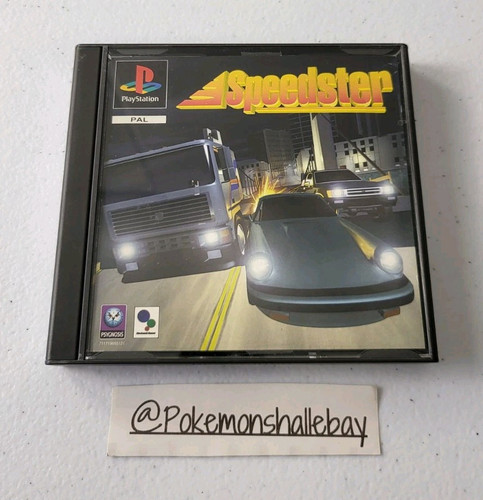 PlayStation
PAL
Speedster
PSYGNOSIS
@Pokemonshallebay